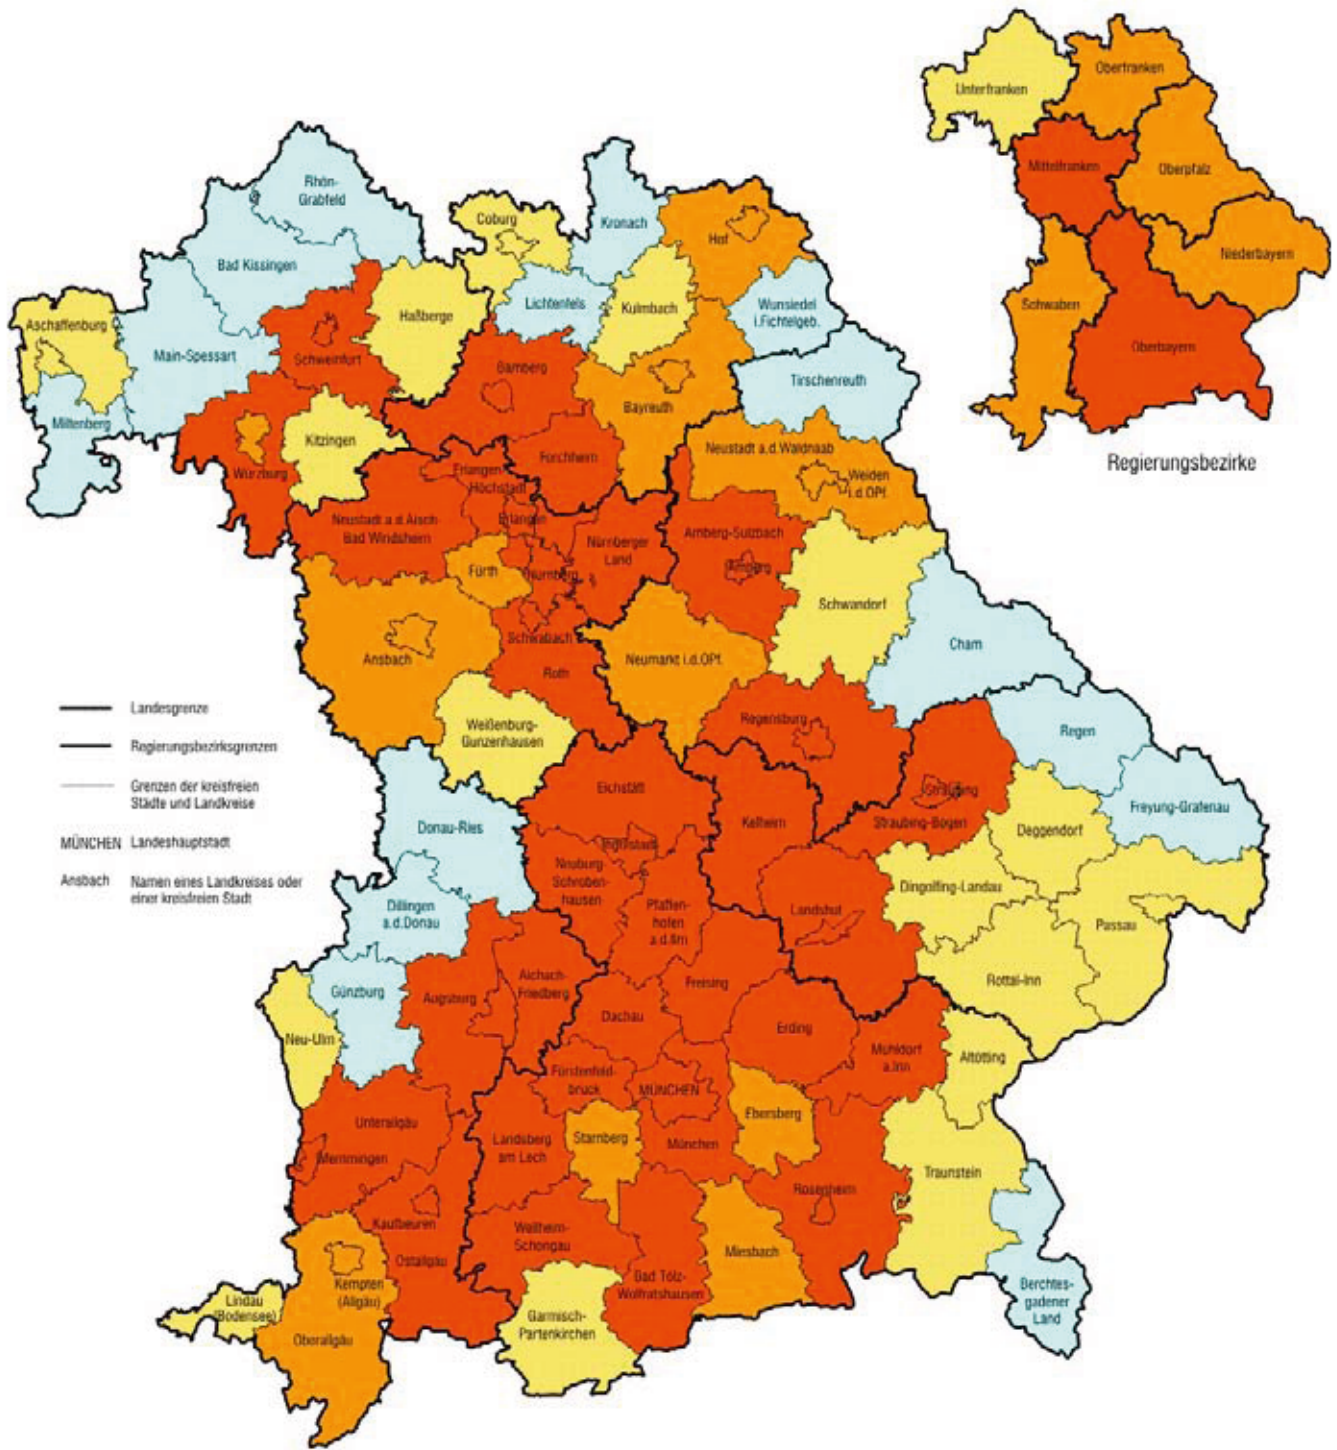 Unterfranken
Oberfranken
Mittelfranken
Oberpfalz
Niederbayern
Schwaben
Oberbayern
Regierungsbezirke
Rhön-
Grabfeld
Bad Kissingen
Coburg
Kronach
Hof
Lichtenfels
Kulmbach
Wunsiedel
i.Fichtelgeb.
Aschaffenburg
Main-Spessart
Schweinfurt
Haßberge
Bamberg
Bayreuth
Tirschenreuth
Miltenberg
Würzburg
Kitzingen
Forchheim
Erlangen-
Höchstadt
Neustadt a.d.Waldnaab
Weiden
i.d.OPf.
Neustadt a.d.Aisch-
Bad Windsheim
Erlangen
Nürnberger
Land
Amberg-Sulzbach
Amberg
Fürth
Nürnberg
Schwandorf
Cham
Ansbach
Schwabach
Roth
Neumarkt i.d.OPf.
Weißenburg-
Gunzenhausen
Regensburg
Regen
Straubing
Straubing-Bogen
Freyung-Grafenau
Landesgrenze
Regierungsbezirksgrenzen
Grenzen der kreisfreien
Städte und Landkreise
MÜNCHEN Landeshauptstadt
Ansbach Namen eines Landkreises oder
einer kreisfreien Stadt
Eichstätt
Donau-Ries
Ingolstadt
Kelheim
Deggendorf
Neuburg-
Schroben-
hausen
Dingolfing-Landau
Dillingen
a.d.Donau
Pfaffen-
hofen
a.d.Ilm
Landshut
Passau
Rottal-Inn
Günzburg
Augsburg
Aichach-
Friedberg
Freising
Dachau
Erding
Neu-Ulm
Mühldorf
a.Inn
Altötting
Fürstenfeld-
bruck
MÜNCHEN
Unterallgäu
Memmingen
Landsberg
am Lech
Starnberg
München
Ebersberg
Traunstein
Rosenheim
Kaufbeuren
Ostallgäu
Weilheim-
Schongau
Miesbach
Bad Tölz-
Wolfratshausen
Berchtes-
gadener
Land
Kempten
(Allgäu)
Lindau
(Bodensee)
Oberallgäu
Garmisch-
Partenkirchen